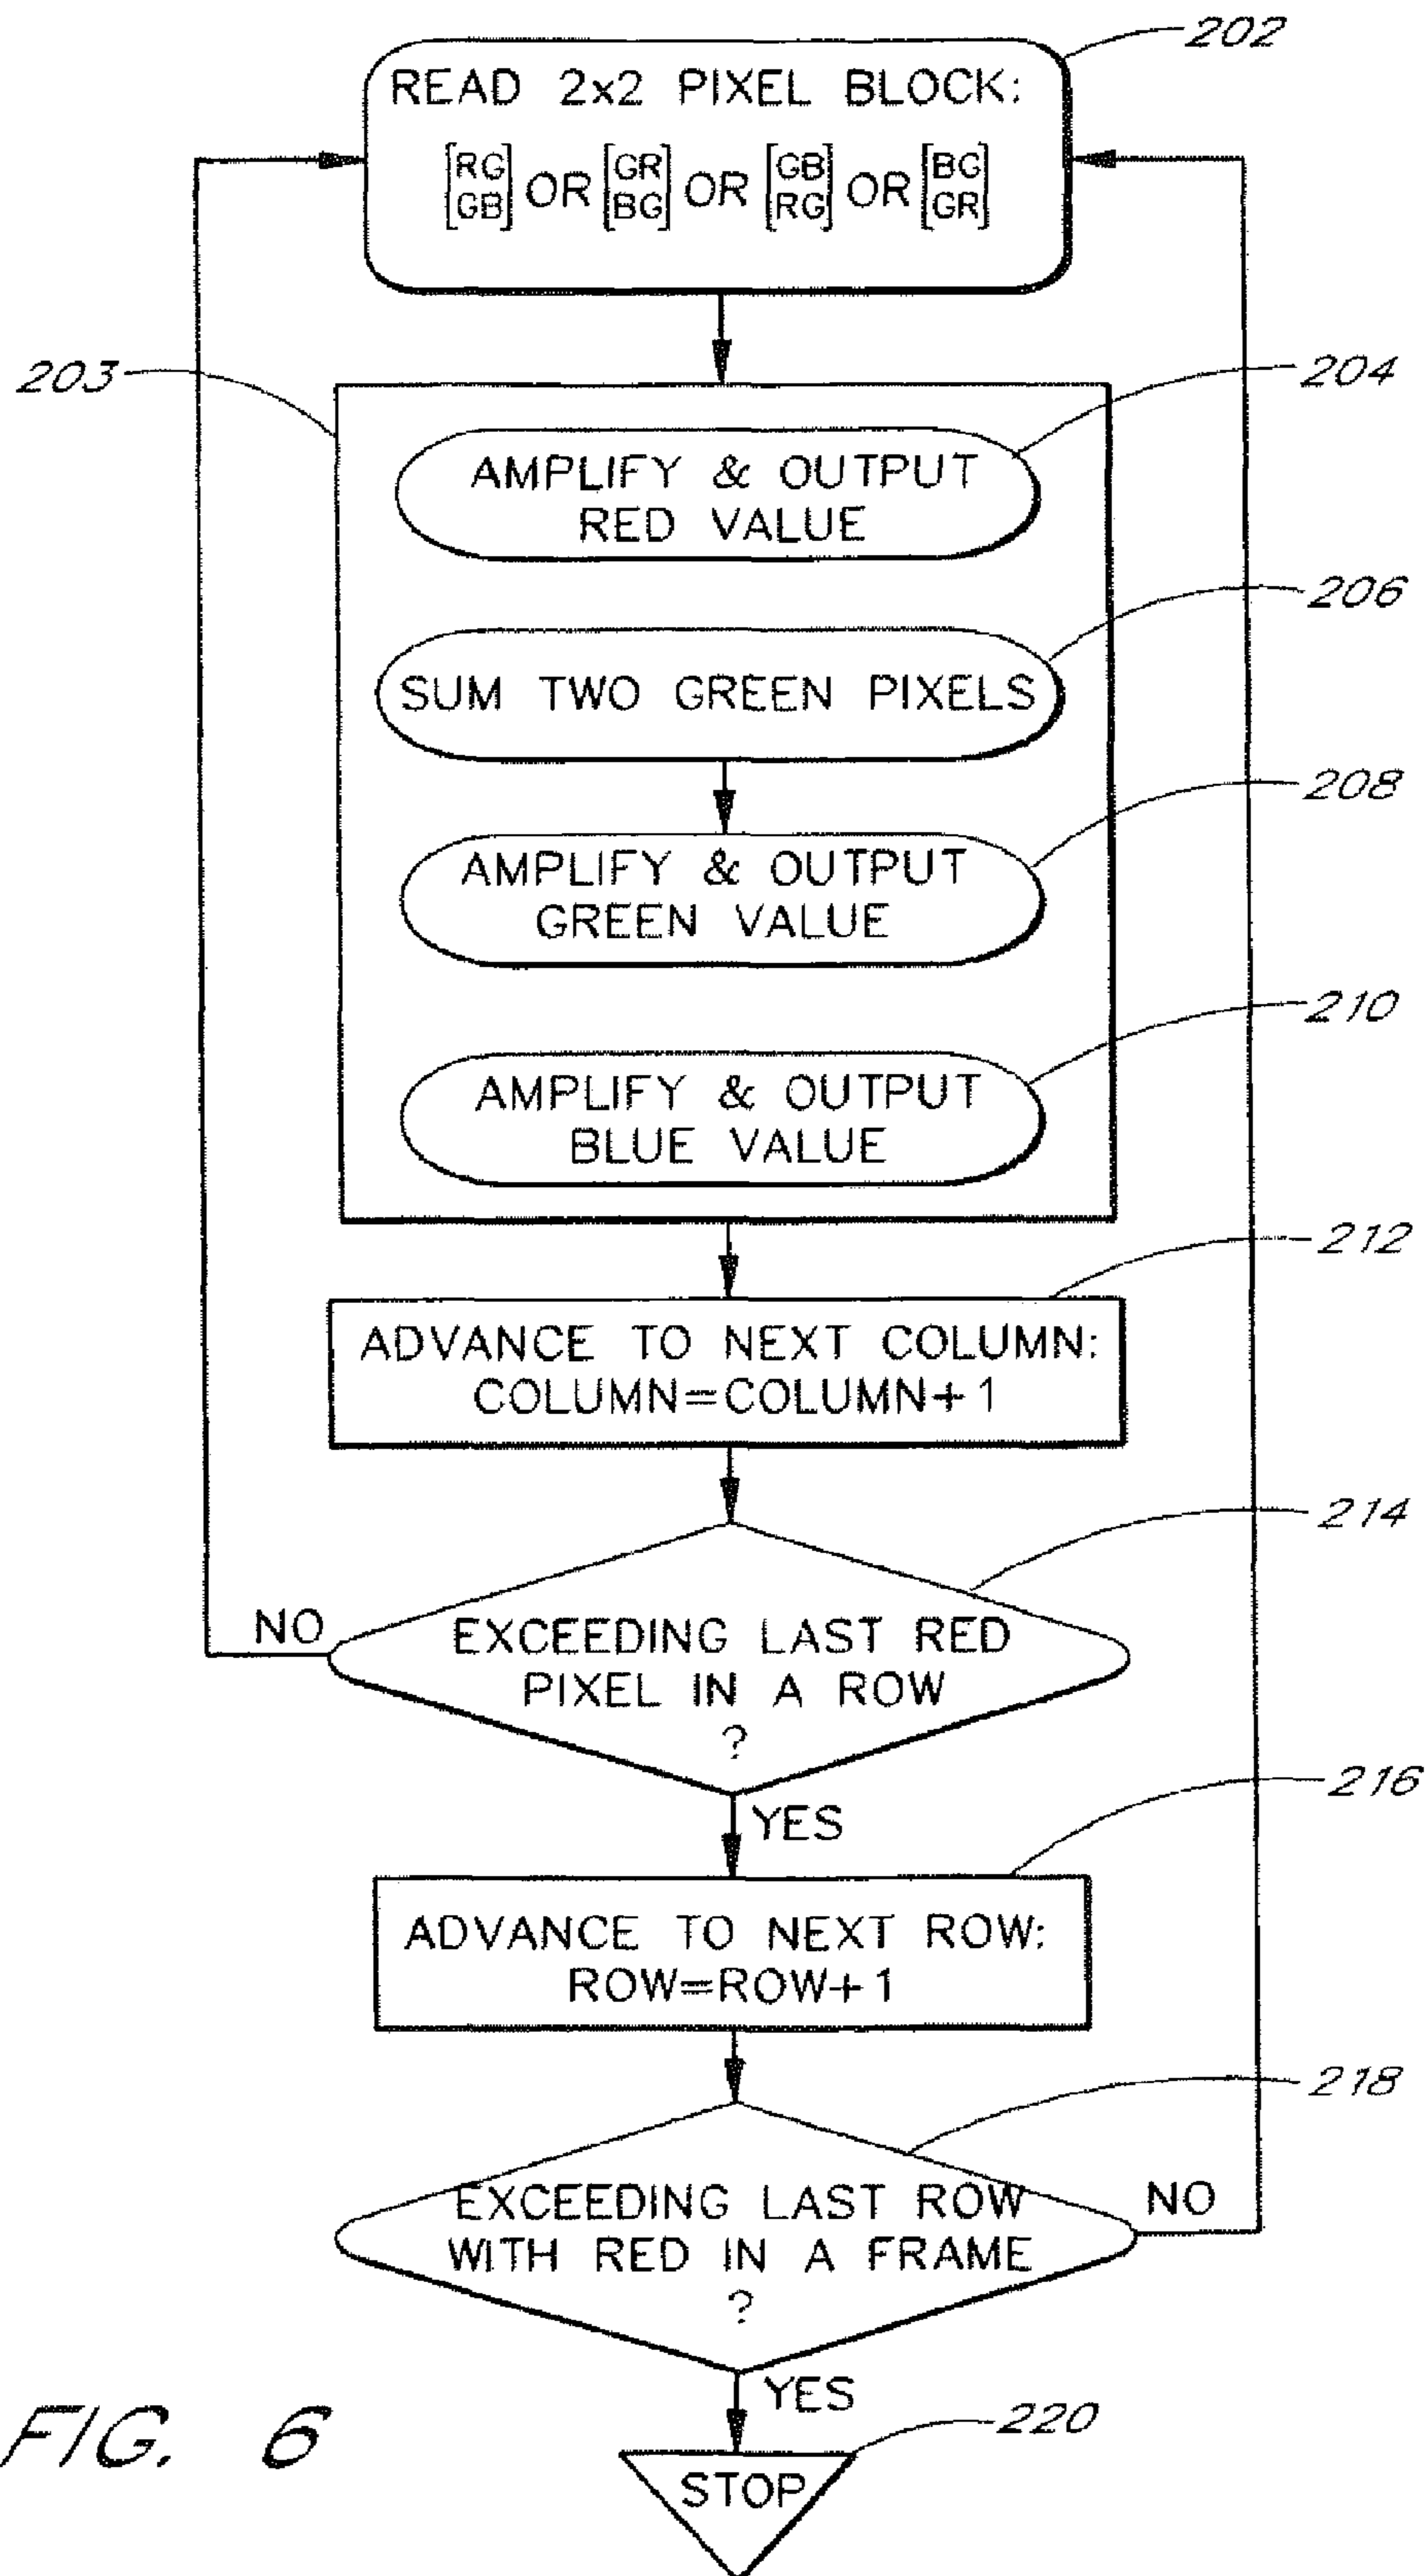 202
READ 2x2 PIXEL BLOCK:
[RG GB] OR [GR BG] OR [GB RG] OR [BG GR]
203
204
AMPLIFY & OUTPUT
RED VALUE
206
SUM TWO GREEN PIXELS
208
AMPLIFY & OUTPUT
GREEN VALUE
210
AMPLIFY & OUTPUT
BLUE VALUE
212
ADVANCE TO NEXT COLUMN:
COLUMN=COLUMN+1
214
NO
EXCEEDING LAST RED
PIXEL IN A ROW
?
YES
216
ADVANCE TO NEXT ROW:
ROW=ROW+1
218
EXCEEDING LAST ROW
WITH RED IN A FRAME
?
NO
YES
220
STOP
FIG. 6